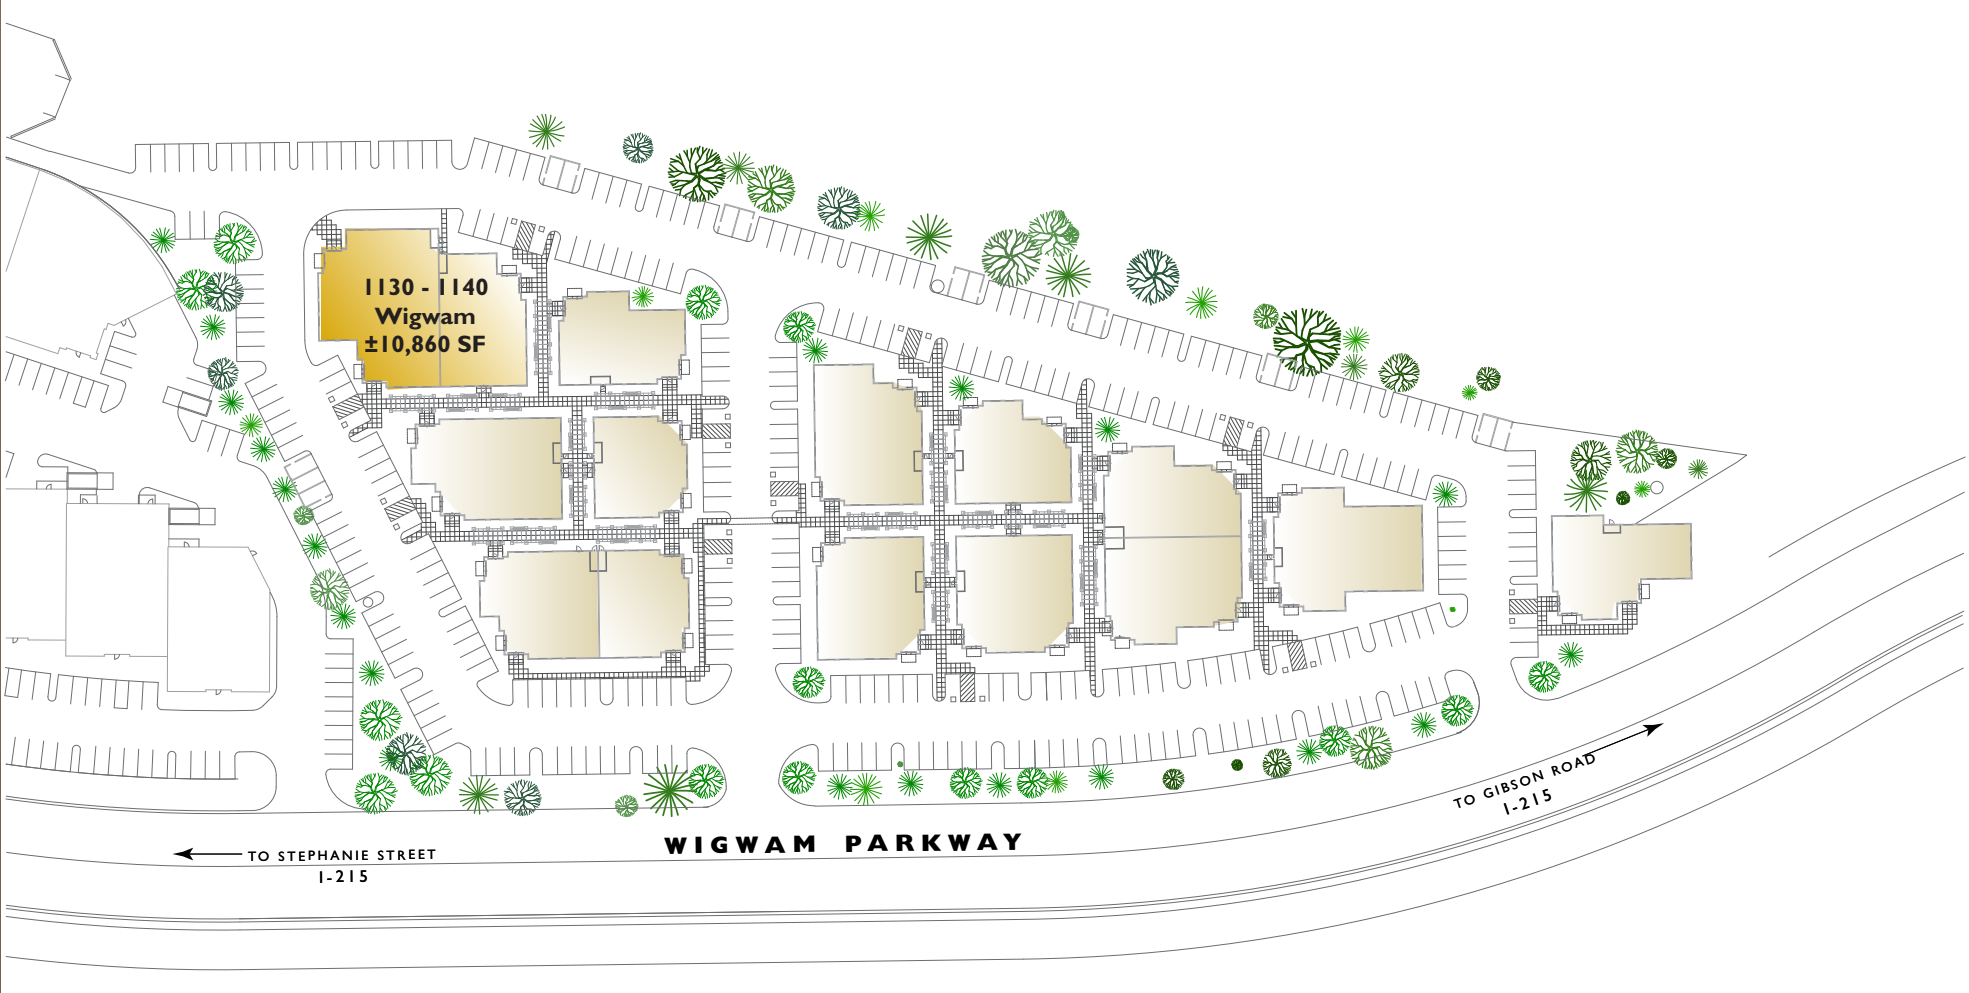 1130 - 1140
Wigwam
±10,860 SF
WIGWAM PARKWAY
TO STEPHANIE STREET
I-215
TO GIBSON ROAD
I-215